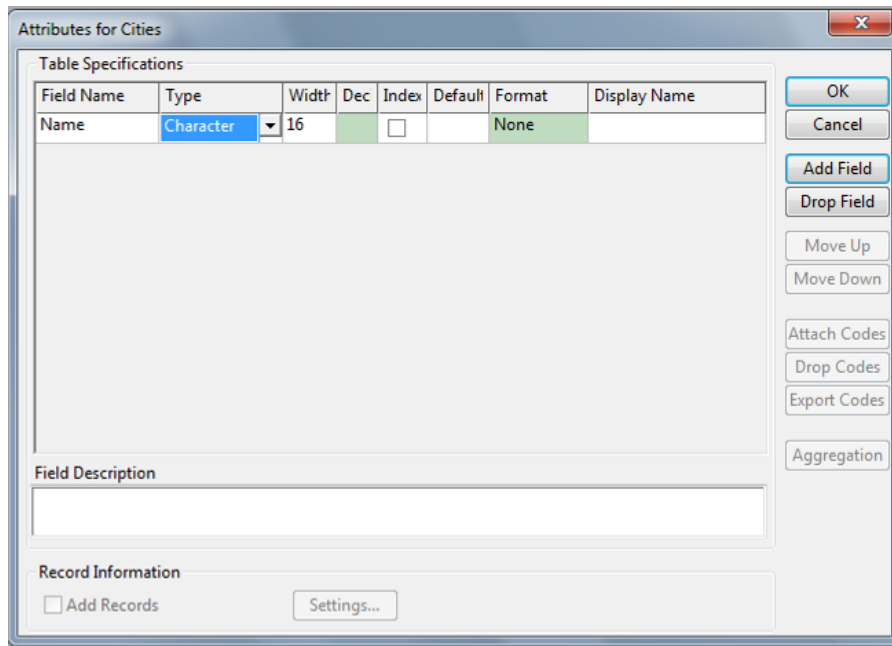 Attributes for Cities
x
Table Specifications
Field Name Type Width Dec Index Default Format Display Name
Name Character 16 None
OK
Cancel
Add Field
Drop Field
Move Up
Move Down
Attach Codes
Drop Codes
Export Codes
Aggregation
Field Description
Record Information
Add Records Settings...